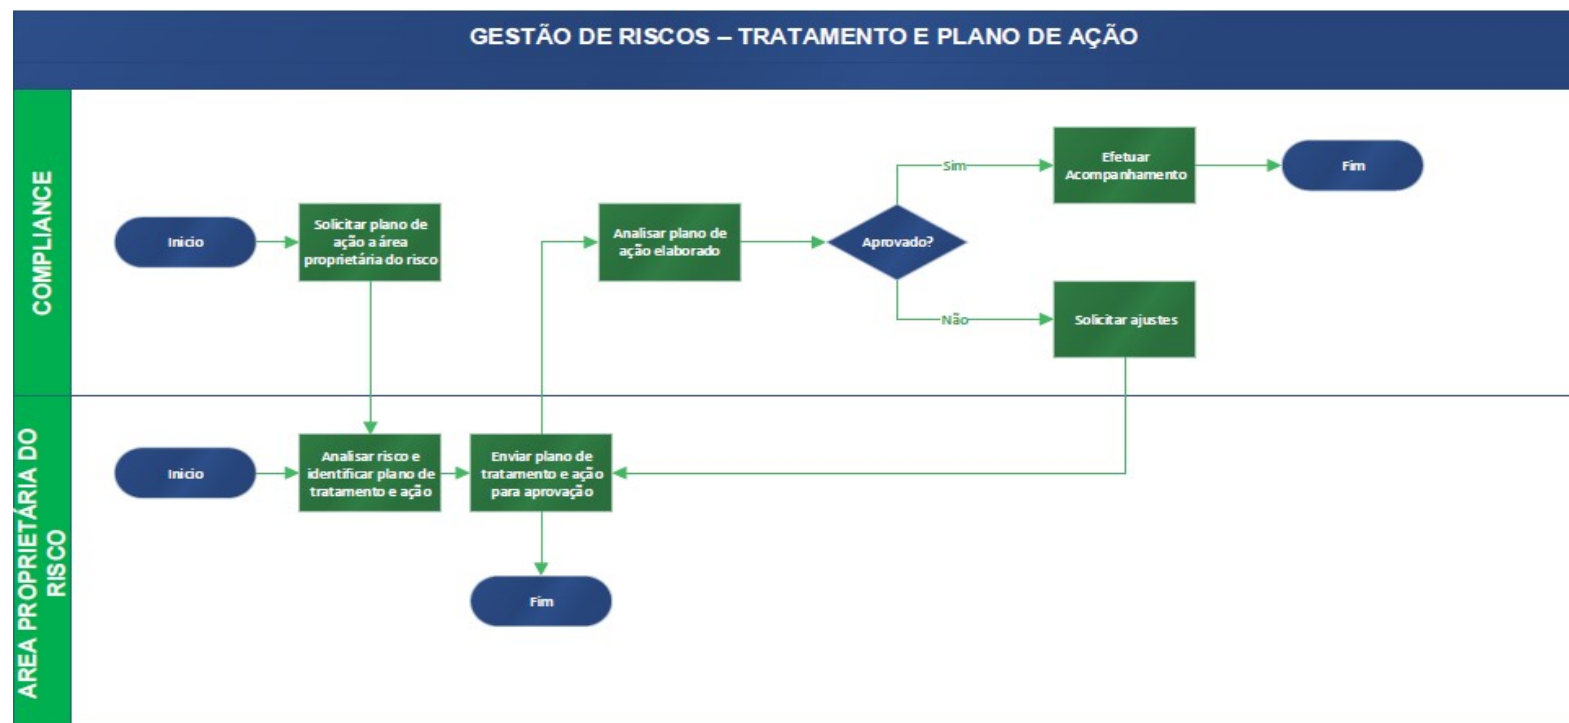 GESTÃO DE RISCOS – TRATAMENTO E PLANO DE AÇÃO
COMPLIANCE
Inicio
Solicitar plano de
ação a área
proprietária do risco
Analisar plano de
ação elaborado
Aprovado?
Sim
Efetuar
Acompanhamento
Fim
Não
Solicitar ajustes
AREA PROPRIETÁRIA DO
RISCO
Inicio
Analisar risco e
identificar plano de
tratamento e ação
Enviar plano de
tratamento e ação
para aprovação
Fim